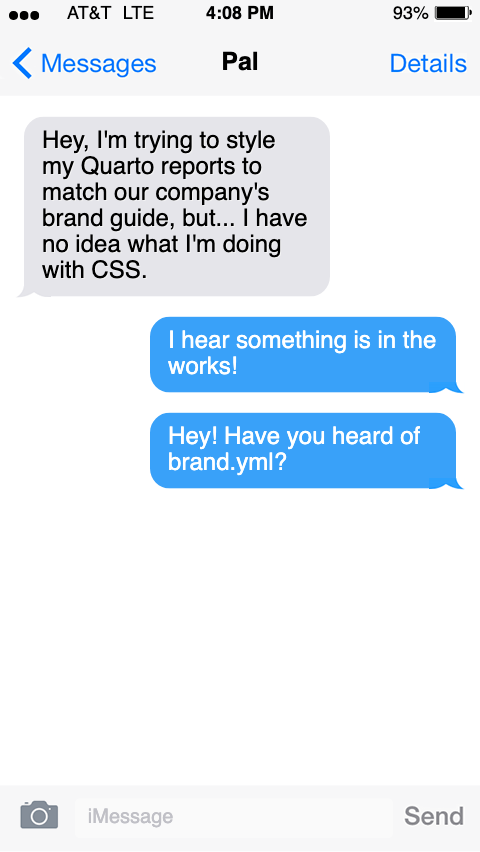 AT&T LTE 4:08 PM 93%
Messages Pal Details
Hey, I'm trying to style
my Quarto reports to
match our company's
brand guide, but... I have
no idea what I'm doing
with CSS.
I hear something is in the
works!
Hey! Have you heard of
brand.yml?
iMessage Send